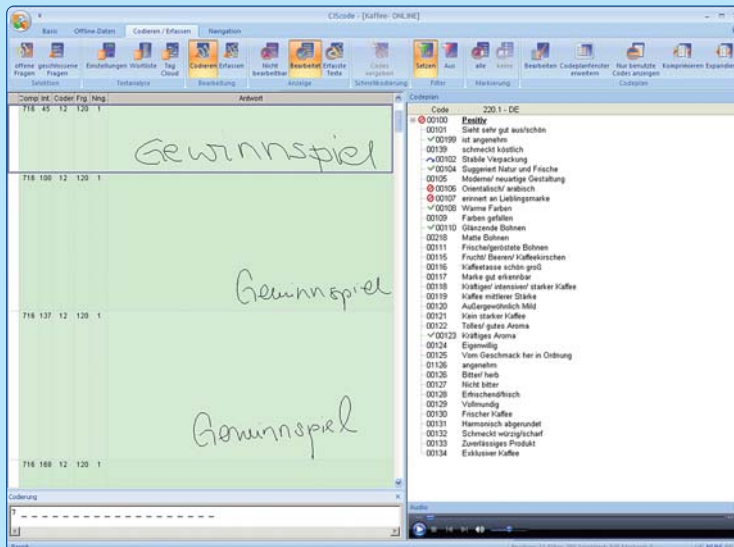 CIScode - [Kaffee- ONLINE]
Basis Offline-Daten Codieren / Erfassen Navigation
offene Fragen geschlossene Fragen Einstellungen Wortliste Tag Cloud Codieren Erfassen Nicht bearbeitbar Bearbeitet Erfasste Texte Codes vergeben Setzen Aus alle keine Bearbeiten Codeplanfenster erweitern Nur benutzte Codes anzeigen Komprimieren
Selektion Textanalyse Bearbeitung Anzeige Schnellkodierung Filter Markierung Codeplan
Comp Int. Coder Frg. Nng. Antwort
716 45 12 120 1
Gewinnspiel
716 100 12 120 1
Gewinnspiel
716 137 12 120 1
Gewinnspiel
716 168 12 120 1
Codierung
?
Codeplan
Code 220.1 - DE
00100 Positiv
00101 Sieht sehr gut aus/schön
00199 ist angenehm
00139 schmeckt köstlich
00102 Stabile Verpackung
00104 Suggeriert Natur und Frische
00105 Moderne/ neuartige Gestaltung
00106 Orientalisch/ arabisch
00107 erinnert an Lieblingsmarke
00108 Warme Farben
00109 Farben gefallen
00110 Glänzende Bohnen
00218 Matte Bohnen
00111 Frische/geröstete Bohnen
00115 Frucht/ Beeren/ Kaffeekirschen
00116 Kaffeetasse schön groß
00117 Marke gut erkennbar
00118 Kräftiger/ intensiver/ starker Kaffee
00119 Kaffee mittlerer Stärke
00120 Außergewöhnlich Mild
00121 Kein starker Kaffee
00122 Tolles/ gutes Aroma
00123 Kräftiges Aroma
00124 Eigenwillig
00125 Vom Geschmack her in Ordnung
01126 angenehm
00126 Bitter/ herb
00127 Nicht bitter
00128 Erfrischend/frisch
00129 Vollmundig
00130 Frischer Kaffee
00131 Harmonisch abgerundet
00132 Schmeckt würzig/scharf
00133 Zuverlässiges Produkt
00134 Exklusiver Kaffee
Audio